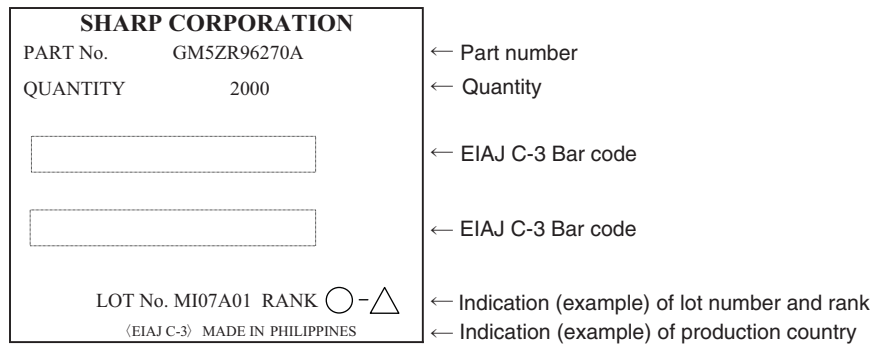 SHARP CORPORATION
PART No. GM5ZR96270A ← Part number
QUANTITY 2000 ← Quantity
← EIAJ C-3 Bar code
← EIAJ C-3 Bar code
LOT No. MI07A01 RANK ○-△ ← Indication (example) of lot number and rank
〈EIAJ C-3〉 MADE IN PHILIPPINES ← Indication (example) of production country